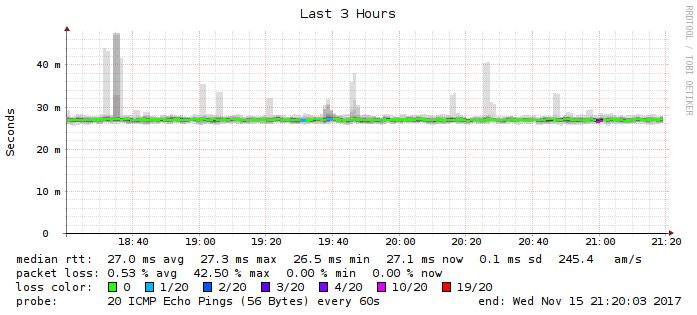 Last 3 Hours
RRDTOOL / TOBI OETIKER
Seconds
40 m
30 m
20 m
10 m
0
18:40 19:00 19:20 19:40 20:00 20:20 20:40 21:00 21:20
median rtt: 27.0 ms avg 27.3 ms max 26.5 ms min 27.1 ms now 0.1 ms sd 245.4 am/s
packet loss: 0.53 % avg 42.50 % max 0.00 % min 0.00 % now
loss color: 0 1/20 2/20 3/20 4/20 10/20 19/20
probe: 20 ICMP Echo Pings (56 Bytes) every 60s end: Wed Nov 15 21:20:03 2017